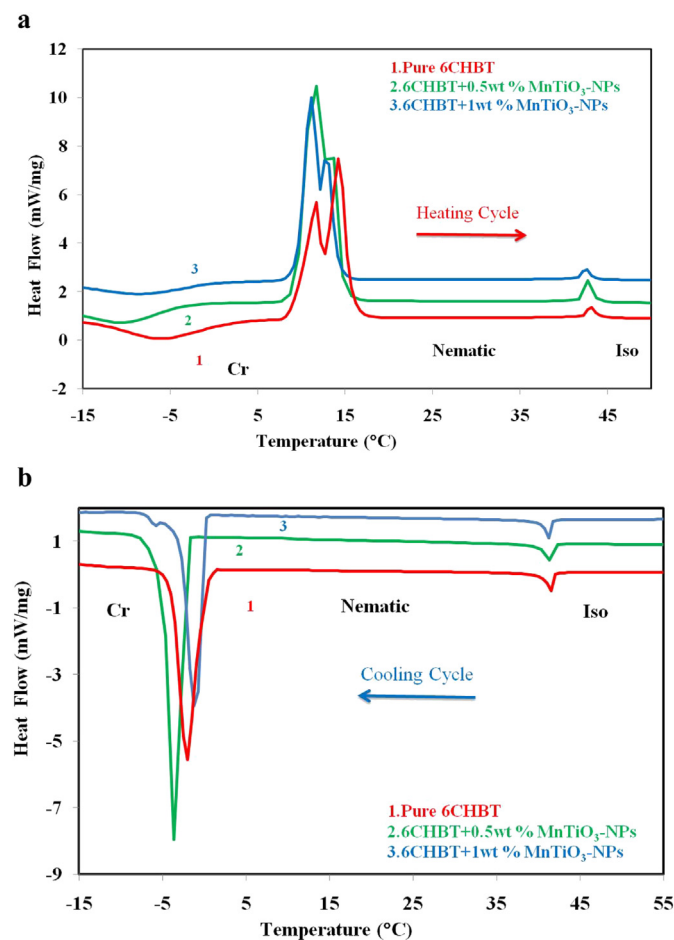 a
12
10
8
6
4
2
0
-2
Heat Flow (mW/mg)
1.Pure 6CHBT
2.6CHBT+0.5wt % MnTiO₃-NPs
3.6CHBT+1wt % MnTiO₃-NPs
Heating Cycle
3
2
1
Cr
Nematic
Iso
-15 -5 5 15 25 35 45
Temperature (°C)
b
1
-1
-3
-5
-7
-9
Heat Flow (mW/mg)
3
2
1
Cr
Nematic
Iso
Cooling Cycle
1.Pure 6CHBT
2.6CHBT+0.5wt % MnTiO₃-NPs
3.6CHBT+1wt % MnTiO₃-NPs
-15 -5 5 15 25 35 45 55
Temperature (°C)